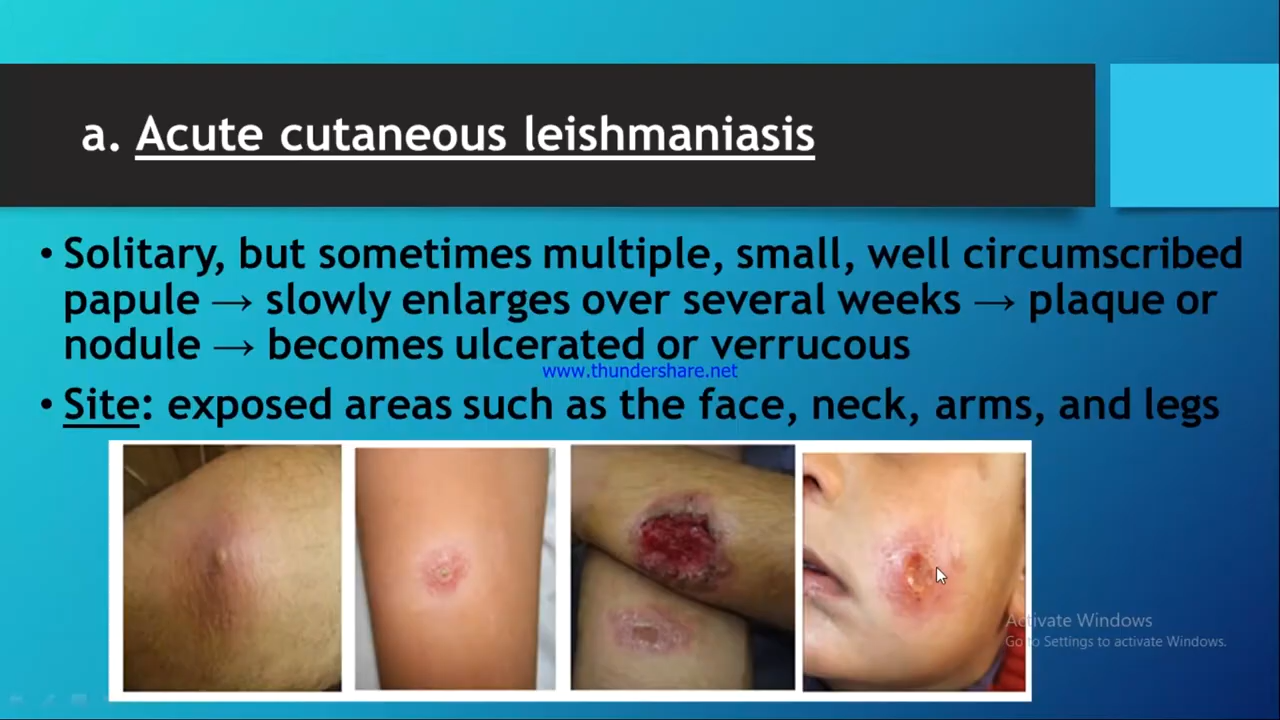 a. Acute cutaneous leishmaniasis
• Solitary, but sometimes multiple, small, well circumscribed
papule → slowly enlarges over several weeks → plaque or
nodule → becomes ulcerated or verrucous
www.thundershare.net
• Site: exposed areas such as the face, neck, arms, and legs
Activate Windows
Go to Settings to activate Windows.